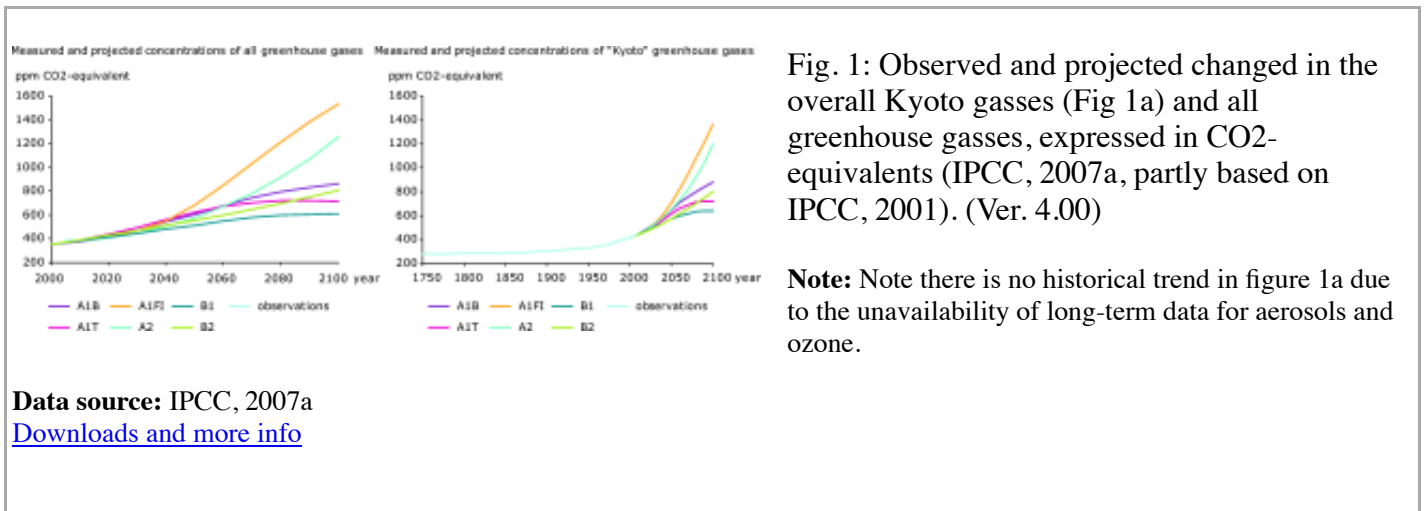 Measured and projected concentrations of all greenhouse gases
ppm CO2-equivalent
1600
1400
1200
1000
800
600
400
200
2000 2020 2040 2060 2080 2100 year
A1B A1FI B1 observations
A1T A2 B2
Measured and projected concentrations of "Kyoto" greenhouse gases
ppm CO2-equivalent
1600
1400
1200
1000
800
600
400
200
1750 1800 1850 1900 1950 2000 2050 2100 year
A1B A1FI B1 observations
A1T A2 B2
Fig. 1: Observed and projected changed in the
overall Kyoto gasses (Fig 1a) and all
greenhouse gasses, expressed in CO2-
equivalents (IPCC, 2007a, partly based on
IPCC, 2001). (Ver. 4.00)
Note: Note there is no historical trend in figure 1a due
to the unavailability of long-term data for aerosols and
ozone.
Data source: IPCC, 2007a
Downloads and more info